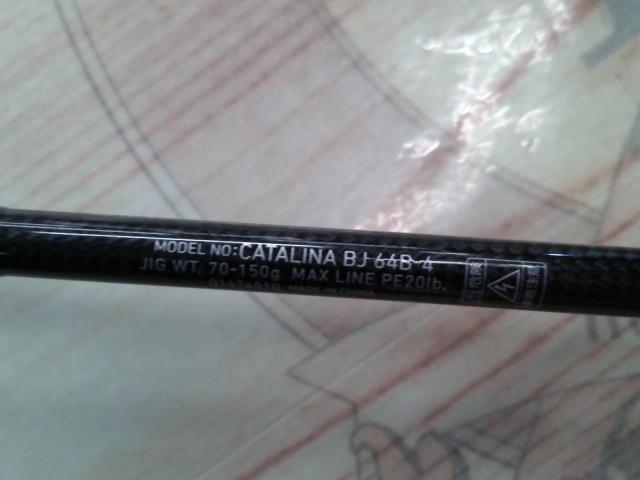 MODEL NO:CATALINA BJ 64B-4
JIG WT. 70-150g MAX LINE PE20lb.
MADE IN CHINA